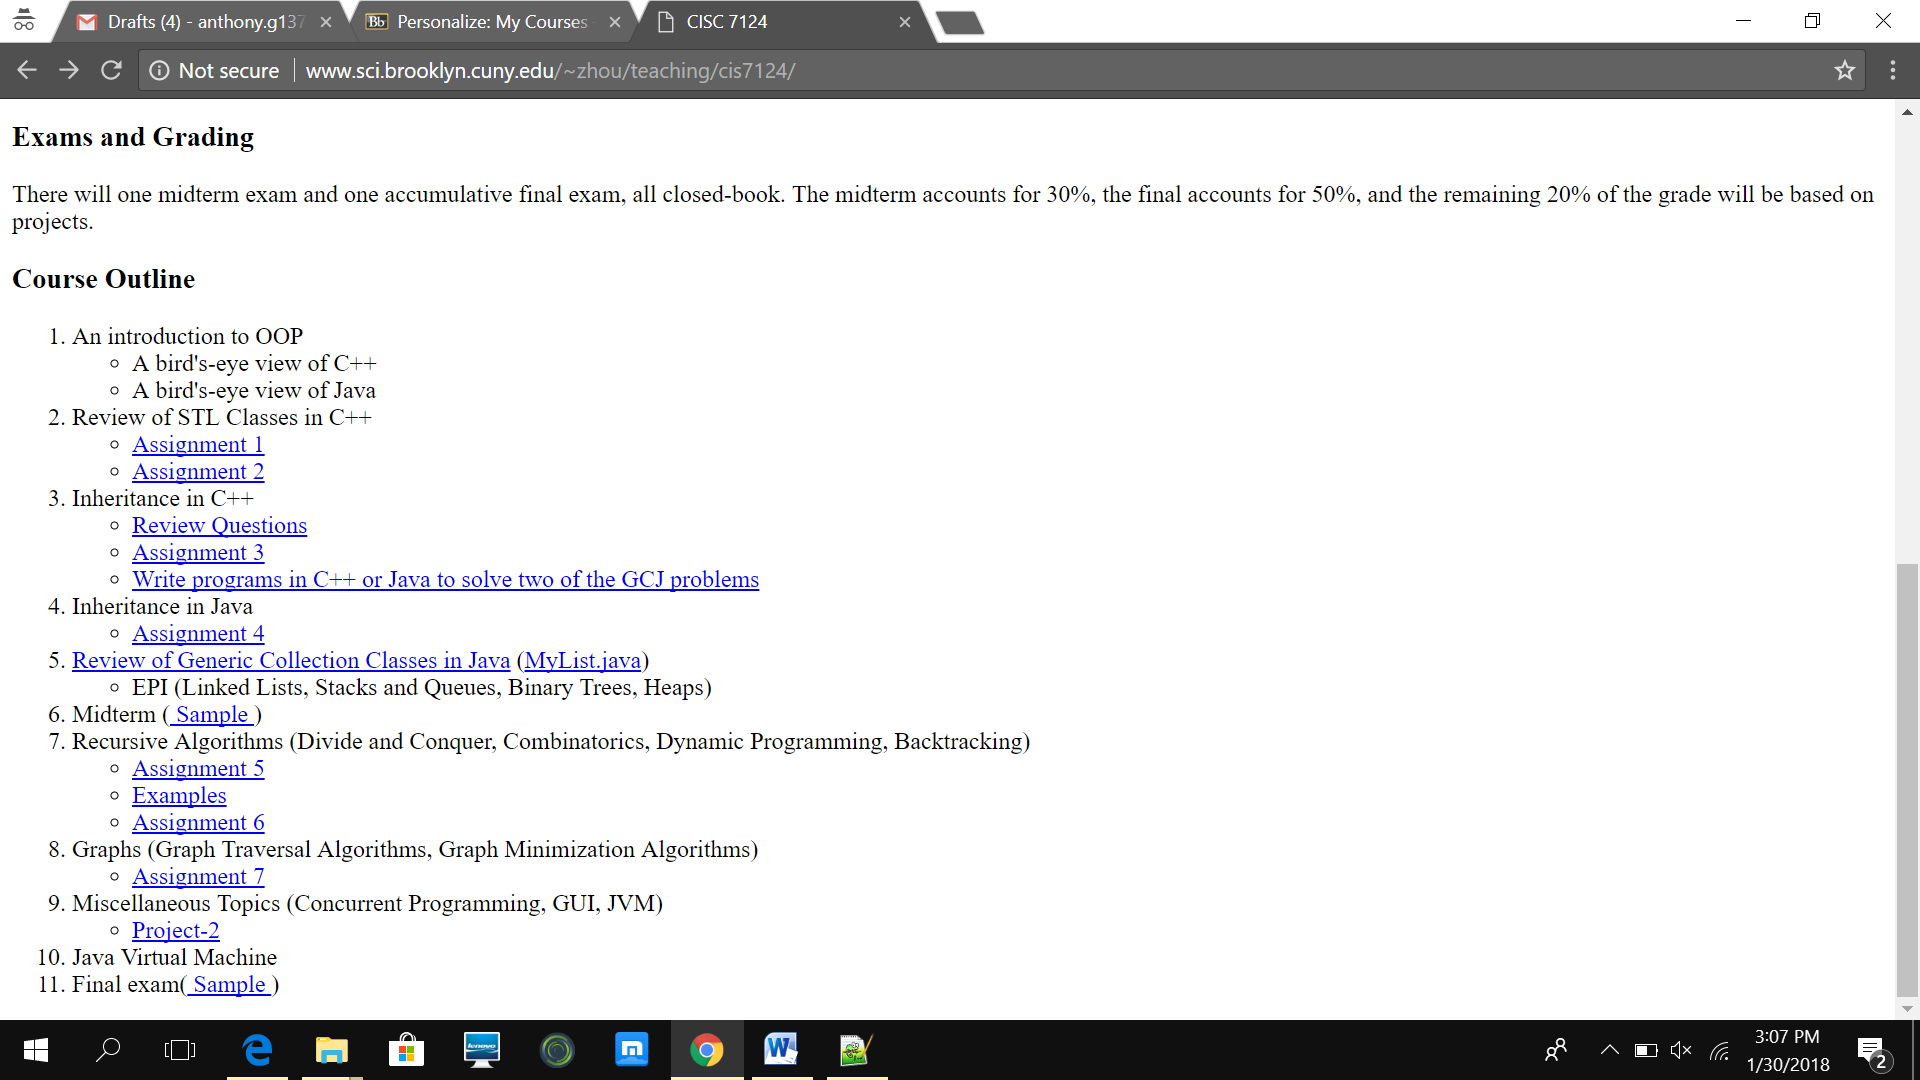 Drafts (4) - anthony.g137
Personalize: My Courses
CISC 7124
Not secure
www.sci.brooklyn.cuny.edu/~zhou/teaching/cis7124/
Exams and Grading
There will one midterm exam and one accumulative final exam, all closed-book. The midterm accounts for 30%, the final accounts for 50%, and the remaining 20% of the grade will be based on
projects.
Course Outline
1. An introduction to OOP
A bird's-eye view of C++
A bird's-eye view of Java
2. Review of STL Classes in C++
Assignment 1
Assignment 2
3. Inheritance in C++
Review Questions
Assignment 3
Write programs in C++ or Java to solve two of the GCJ problems
4. Inheritance in Java
Assignment 4
5. Review of Generic Collection Classes in Java (MyList.java)
EPI (Linked Lists, Stacks and Queues, Binary Trees, Heaps)
6. Midterm ( Sample )
7. Recursive Algorithms (Divide and Conquer, Combinatorics, Dynamic Programming, Backtracking)
Assignment 5
Examples
Assignment 6
8. Graphs (Graph Traversal Algorithms, Graph Minimization Algorithms)
Assignment 7
9. Miscellaneous Topics (Concurrent Programming, GUI, JVM)
Project-2
10. Java Virtual Machine
11. Final exam( Sample )
lenovo
3:07 PM
1/30/2018
2